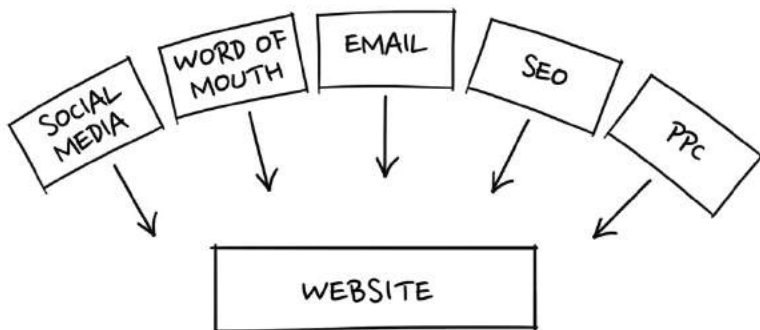 SOCIAL
MEDIA
WORD OF
MOUTH
EMAIL
SEO
PPC
WEBSITE